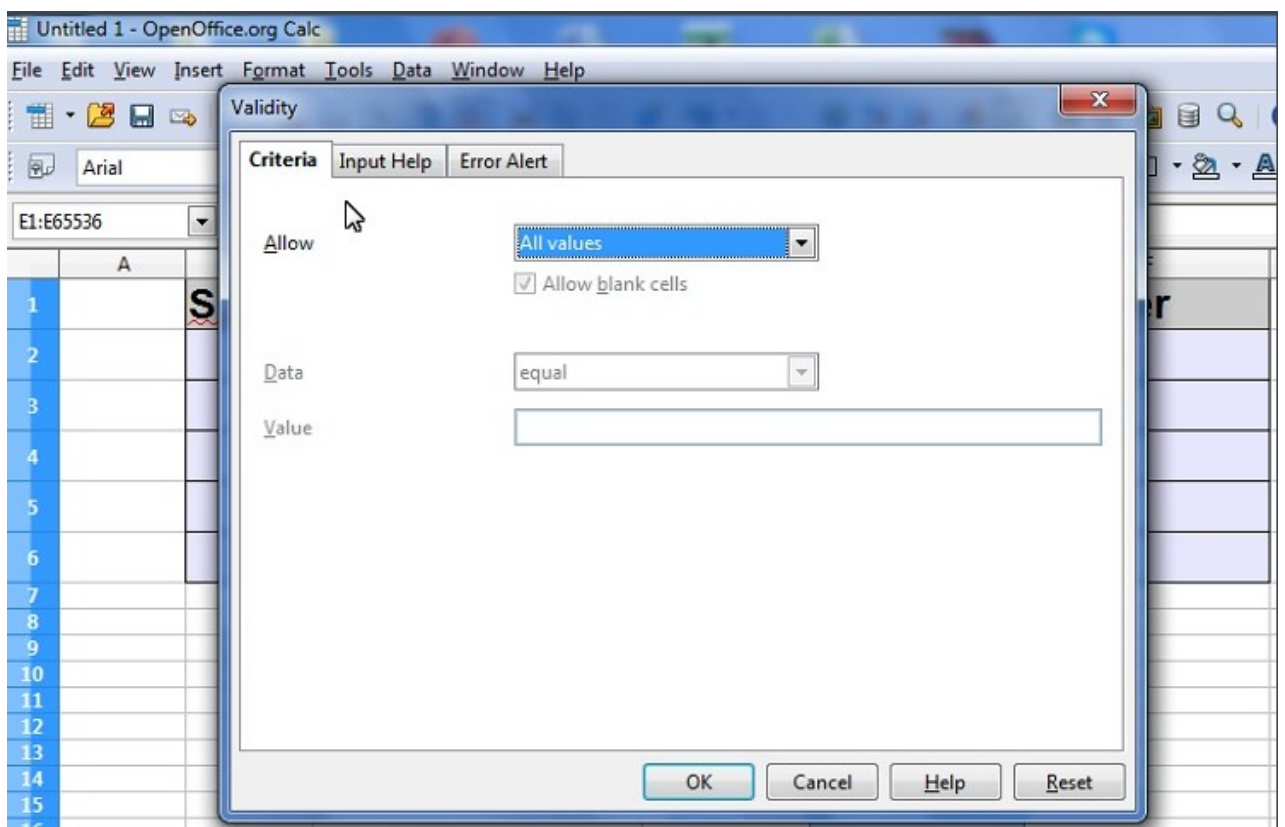 Untitled 1 - OpenOffice.org Calc
File Edit View Insert Format Tools Data Window Help
Validity
Arial
Criteria Input Help Error Alert
E1:E65536
Allow All values
A
Allow blank cells
1 S er
2
Data equal
3
Value
4
5
6
7
8
9
10
11
12
13
14
OK Cancel Help Reset
15